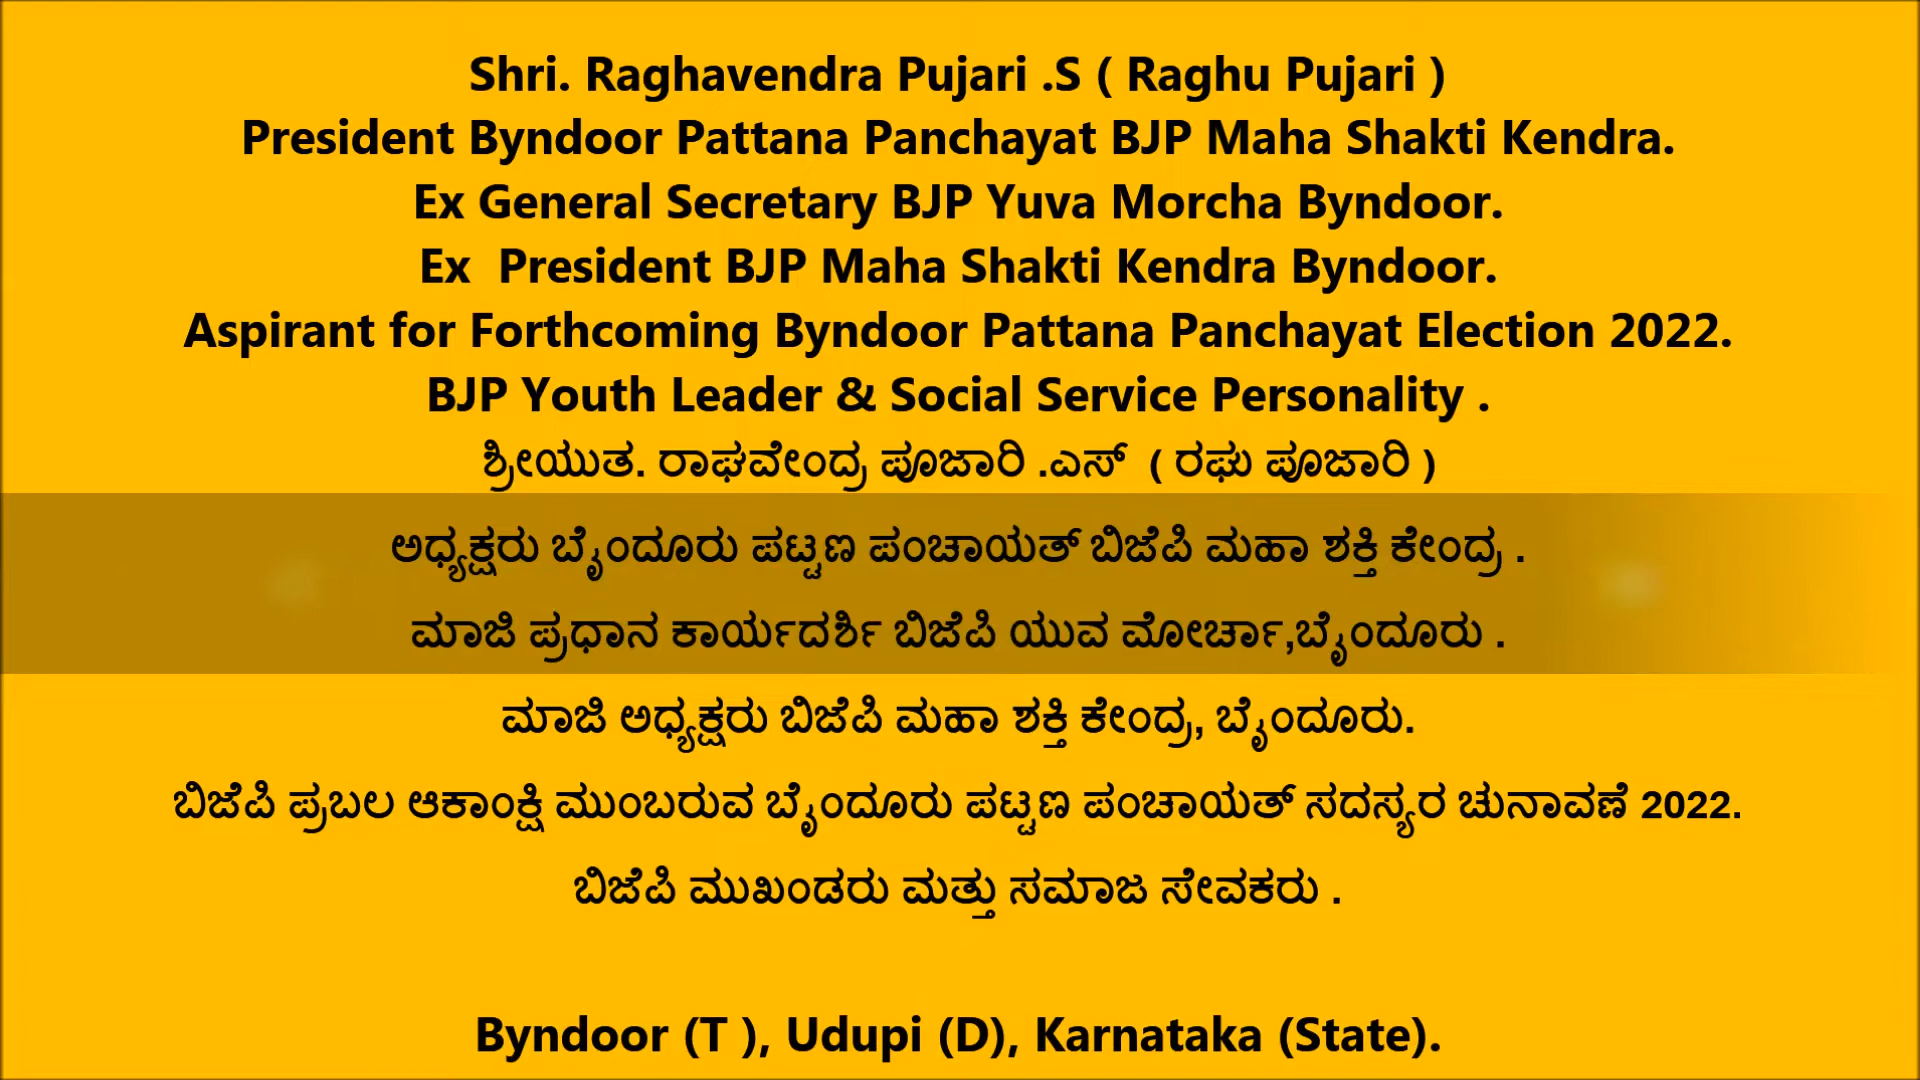 Shri. Raghavendra Pujari .S ( Raghu Pujari )
President Byndoor Pattana Panchayat BJP Maha Shakti Kendra.
Ex General Secretary BJP Yuva Morcha Byndoor.
Ex  President BJP Maha Shakti Kendra Byndoor.
Aspirant for Forthcoming Byndoor Pattana Panchayat Election 2022.
BJP Youth Leader & Social Service Personality .
ಶ್ರೀಯುತ. ರಾಘವೇಂದ್ರ ಪೂಜಾರಿ .ಎಸ್  ( ರಘು ಪೂಜಾರಿ )
ಅಧ್ಯಕ್ಷರು ಬೈಂದೂರು ಪಟ್ಟಣ ಪಂಚಾಯತ್ ಬಿಜೆಪಿ ಮಹಾ ಶಕ್ತಿ ಕೇಂದ್ರ .
ಮಾಜಿ ಪ್ರಧಾನ ಕಾರ್ಯದರ್ಶಿ ಬಿಜೆಪಿ ಯುವ ಮೋರ್ಚಾ,ಬೈಂದೂರು .
ಮಾಜಿ ಅಧ್ಯಕ್ಷರು ಬಿಜೆಪಿ ಮಹಾ ಶಕ್ತಿ ಕೇಂದ್ರ, ಬೈಂದೂರು.
ಬಿಜೆಪಿ ಪ್ರಬಲ ಆಕಾಂಕ್ಷಿ ಮುಂಬರುವ ಬೈಂದೂರು ಪಟ್ಟಣ ಪಂಚಾಯತ್ ಸದಸ್ಯರ ಚುನಾವಣೆ 2022.
ಬಿಜೆಪಿ ಮುಖಂಡರು ಮತ್ತು ಸಮಾಜ ಸೇವಕರು .
Byndoor (T ), Udupi (D), Karnataka (State).